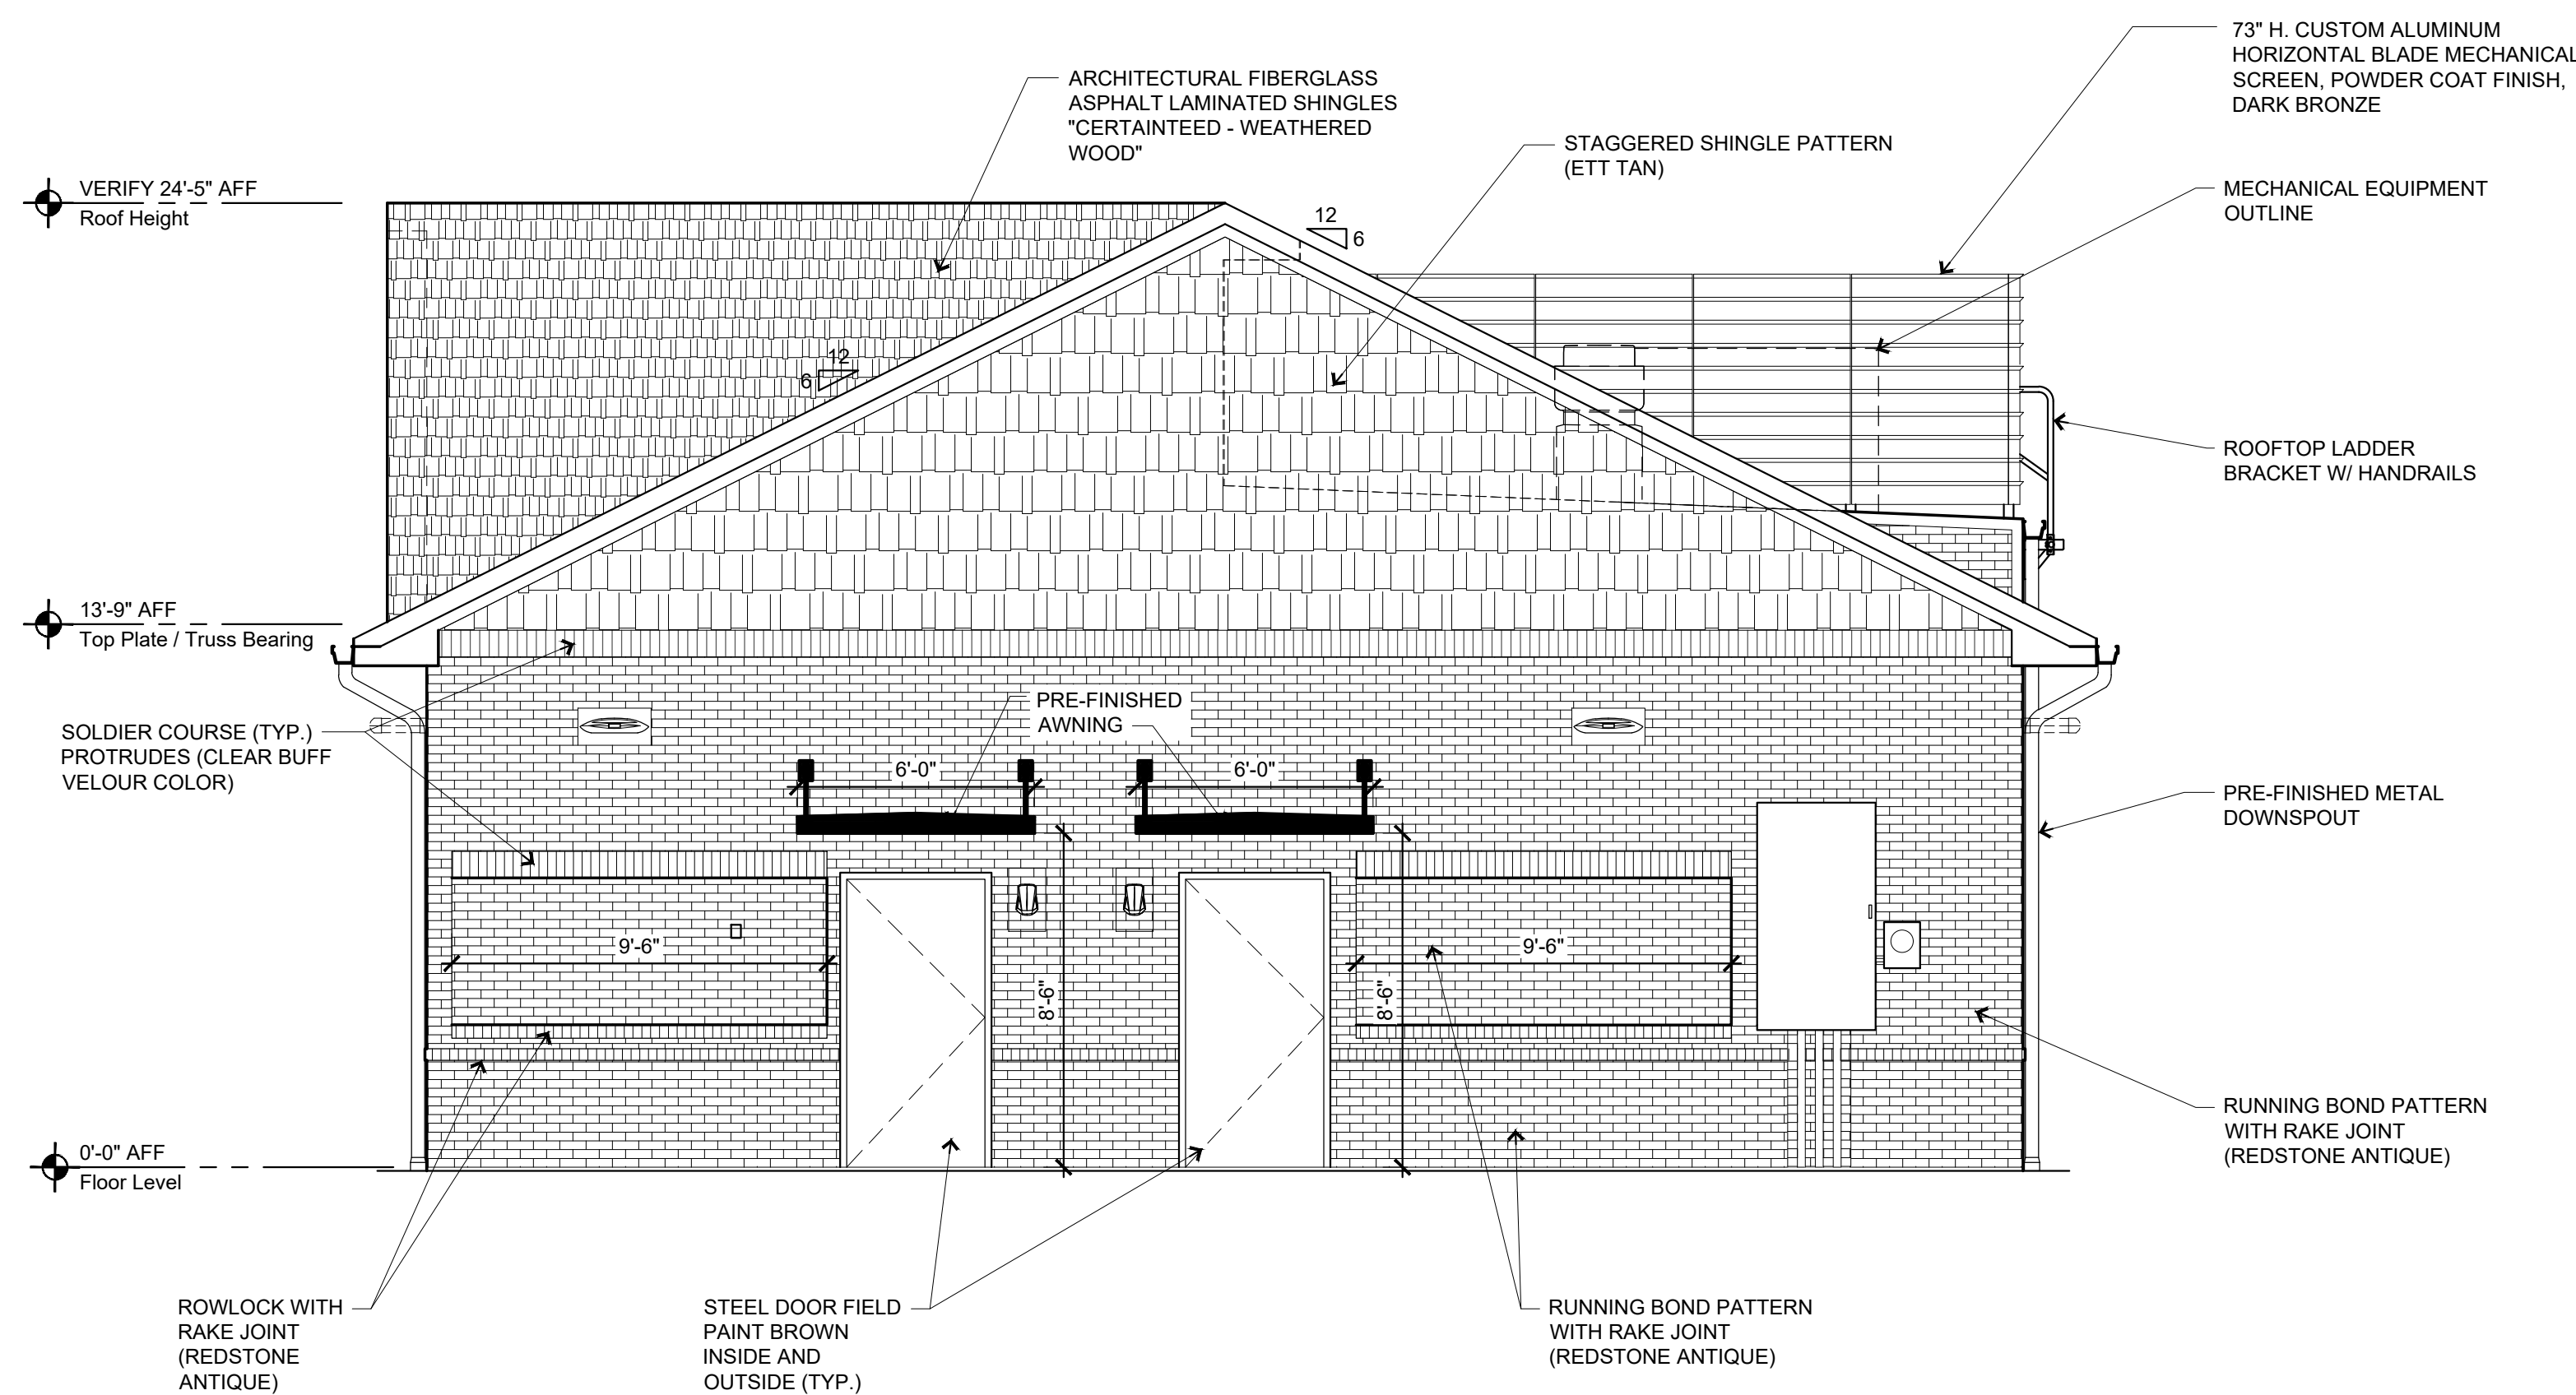 73" H. CUSTOM ALUMINUM
HORIZONTAL BLADE MECHANICAL
SCREEN, POWDER COAT FINISH,
DARK BRONZE
ARCHITECTURAL FIBERGLASS
ASPHALT LAMINATED SHINGLES
"CERTAINTEED - WEATHERED
WOOD"
STAGGERED SHINGLE PATTERN
(ETT TAN)
VERIFY 24'-5" AFF
Roof Height
MECHANICAL EQUIPMENT
OUTLINE
12
6
12
6
ROOFTOP LADDER
BRACKET W/ HANDRAILS
13'-9" AFF
Top Plate / Truss Bearing
SOLDIER COURSE (TYP.)
PROTRUDES (CLEAR BUFF
VELOUR COLOR)
PRE-FINISHED
AWNING
6'-0"
6'-0"
PRE-FINISHED METAL
DOWNSPOUT
9'-6"
9'-6"
8'-6"
8'-6"
RUNNING BOND PATTERN
WITH RAKE JOINT
(REDSTONE ANTIQUE)
0'-0" AFF
Floor Level
ROWLOCK WITH
RAKE JOINT
(REDSTONE
ANTIQUE)
STEEL DOOR FIELD
PAINT BROWN
INSIDE AND
OUTSIDE (TYP.)
RUNNING BOND PATTERN
WITH RAKE JOINT
(REDSTONE ANTIQUE)